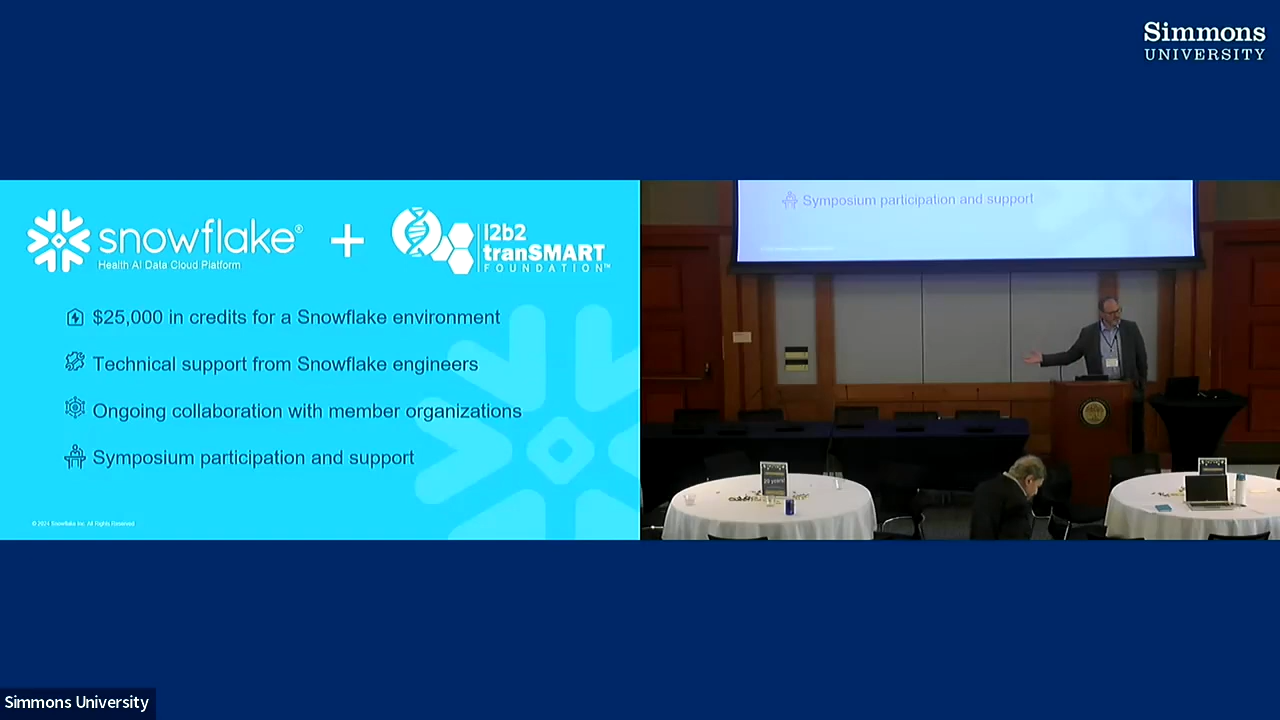 Simmons
UNIVERSITY
snowflake®
Health AI Data Cloud Platform
+
I2b2
tranSMART
FOUNDATION™
$25,000 in credits for a Snowflake environment
Technical support from Snowflake engineers
Ongoing collaboration with member organizations
Symposium participation and support
© 2024 Snowflake Inc. All Rights Reserved
Symposium participation and support
20 years!
Simmons University